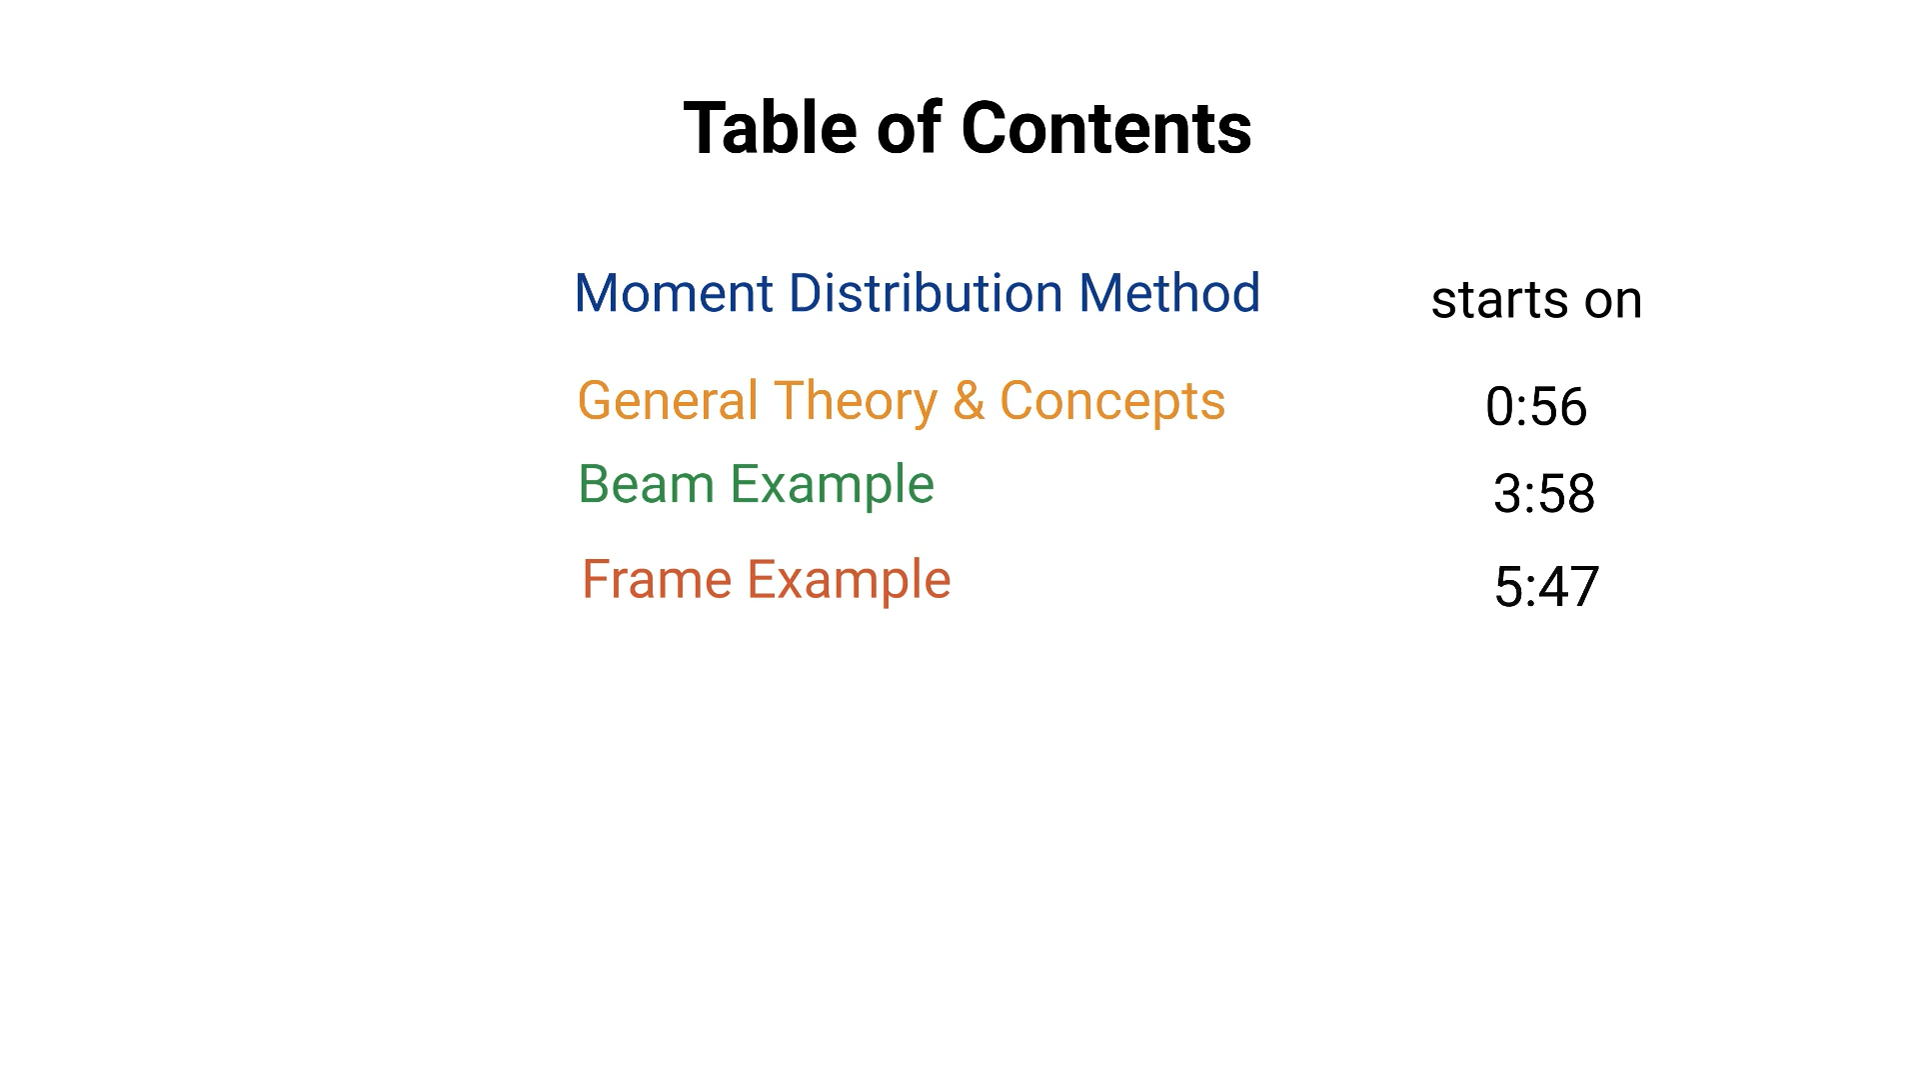 Table of Contents
Moment Distribution Method starts on
General Theory & Concepts 0:56
Beam Example 3:58
Frame Example 5:47